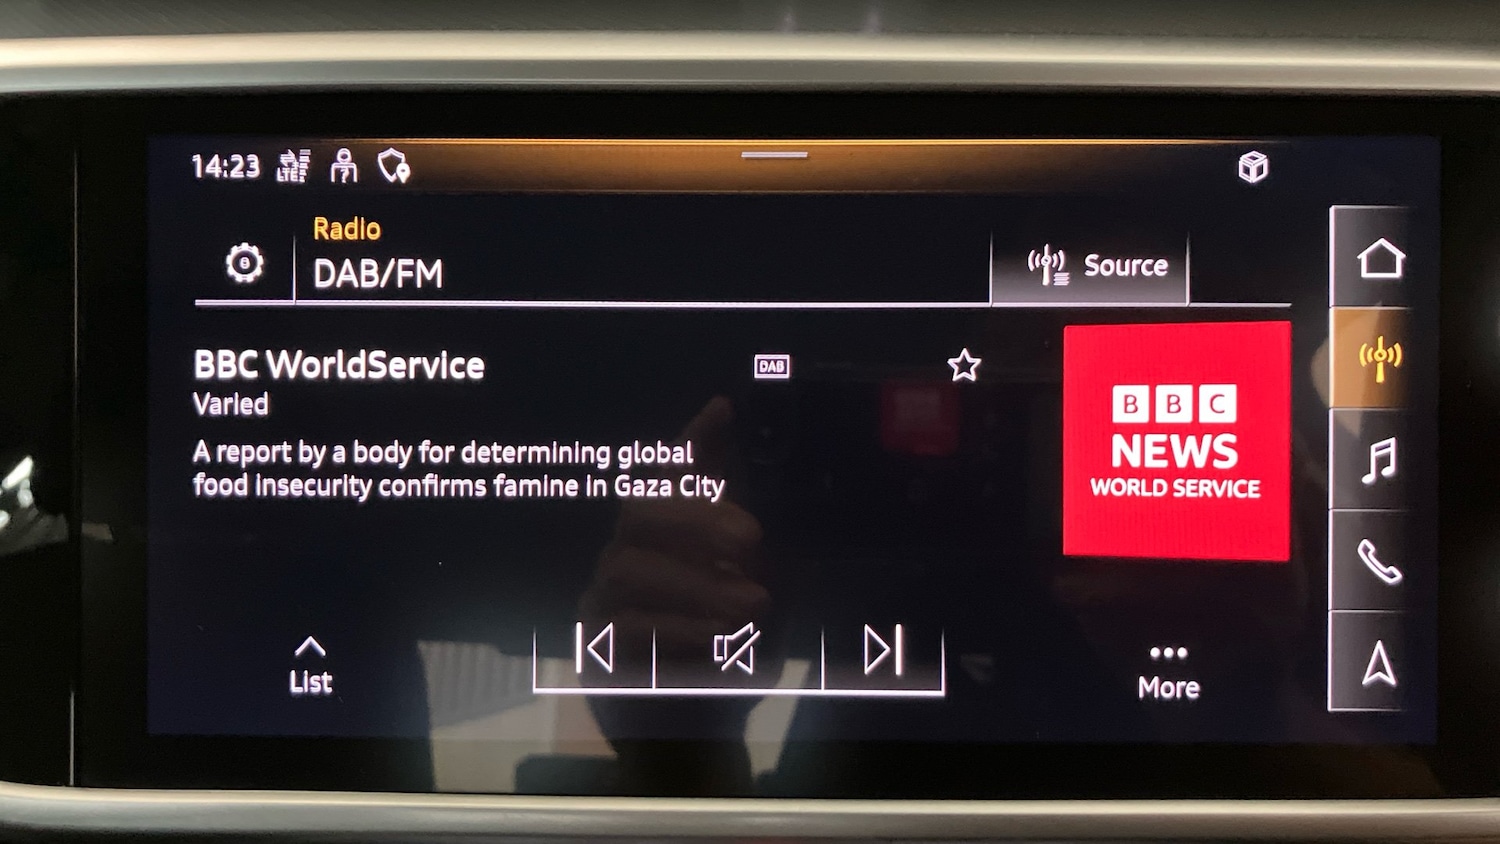 14:23
LTE
Radio
DAB/FM
Source
BBC WorldService
DAB
Varied
A report by a body for determining global
food insecurity confirms famine in Gaza City
BBC
NEWS
WORLD SERVICE
List
More